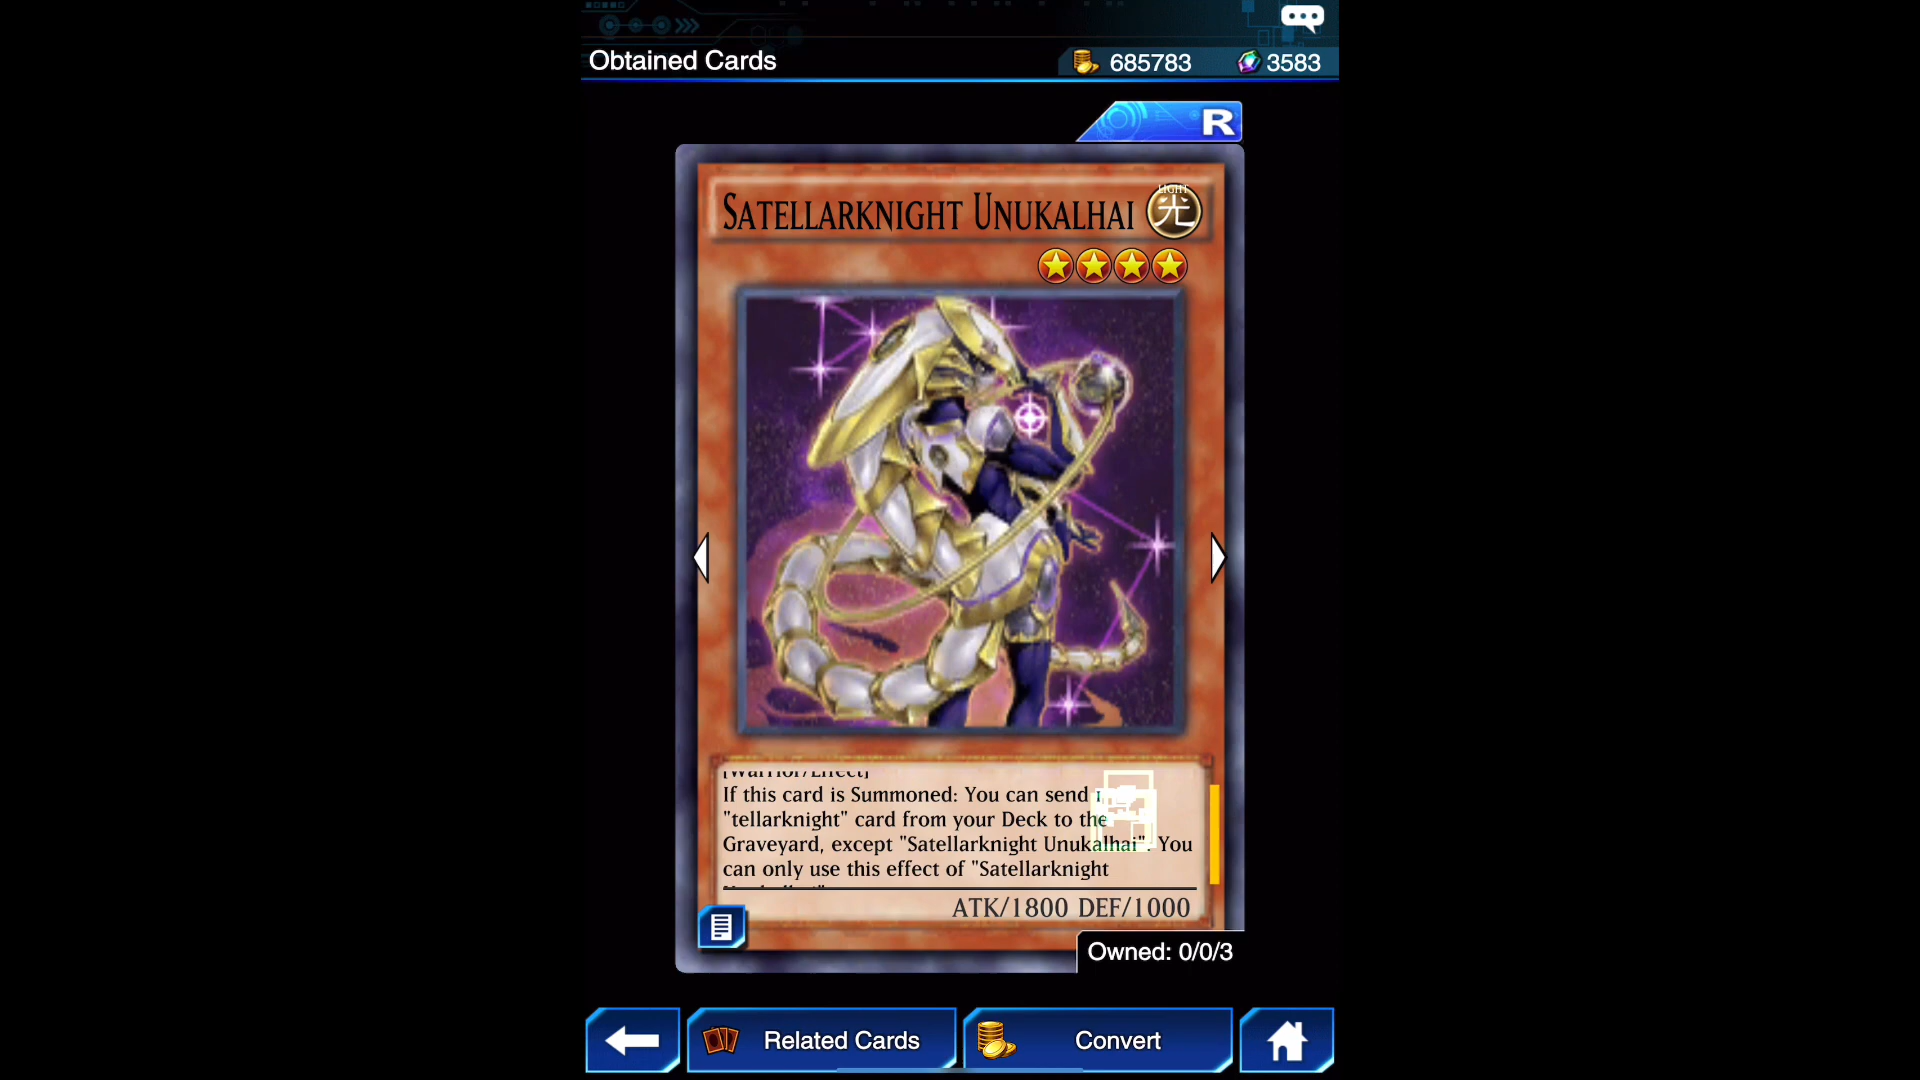 Obtained Cards
685783
3583
R
SATELLARKNIGHT UNUKALHAI
LIGHT
光
[Warrior/Effect]
If this card is Summoned: You can send
"tellarknight" card from your Deck to the
Graveyard, except "Satellarknight Unukalhai". You
can only use this effect of "Satellarknight
ATK/1800 DEF/1000
Owned: 0/0/3
Related Cards
Convert